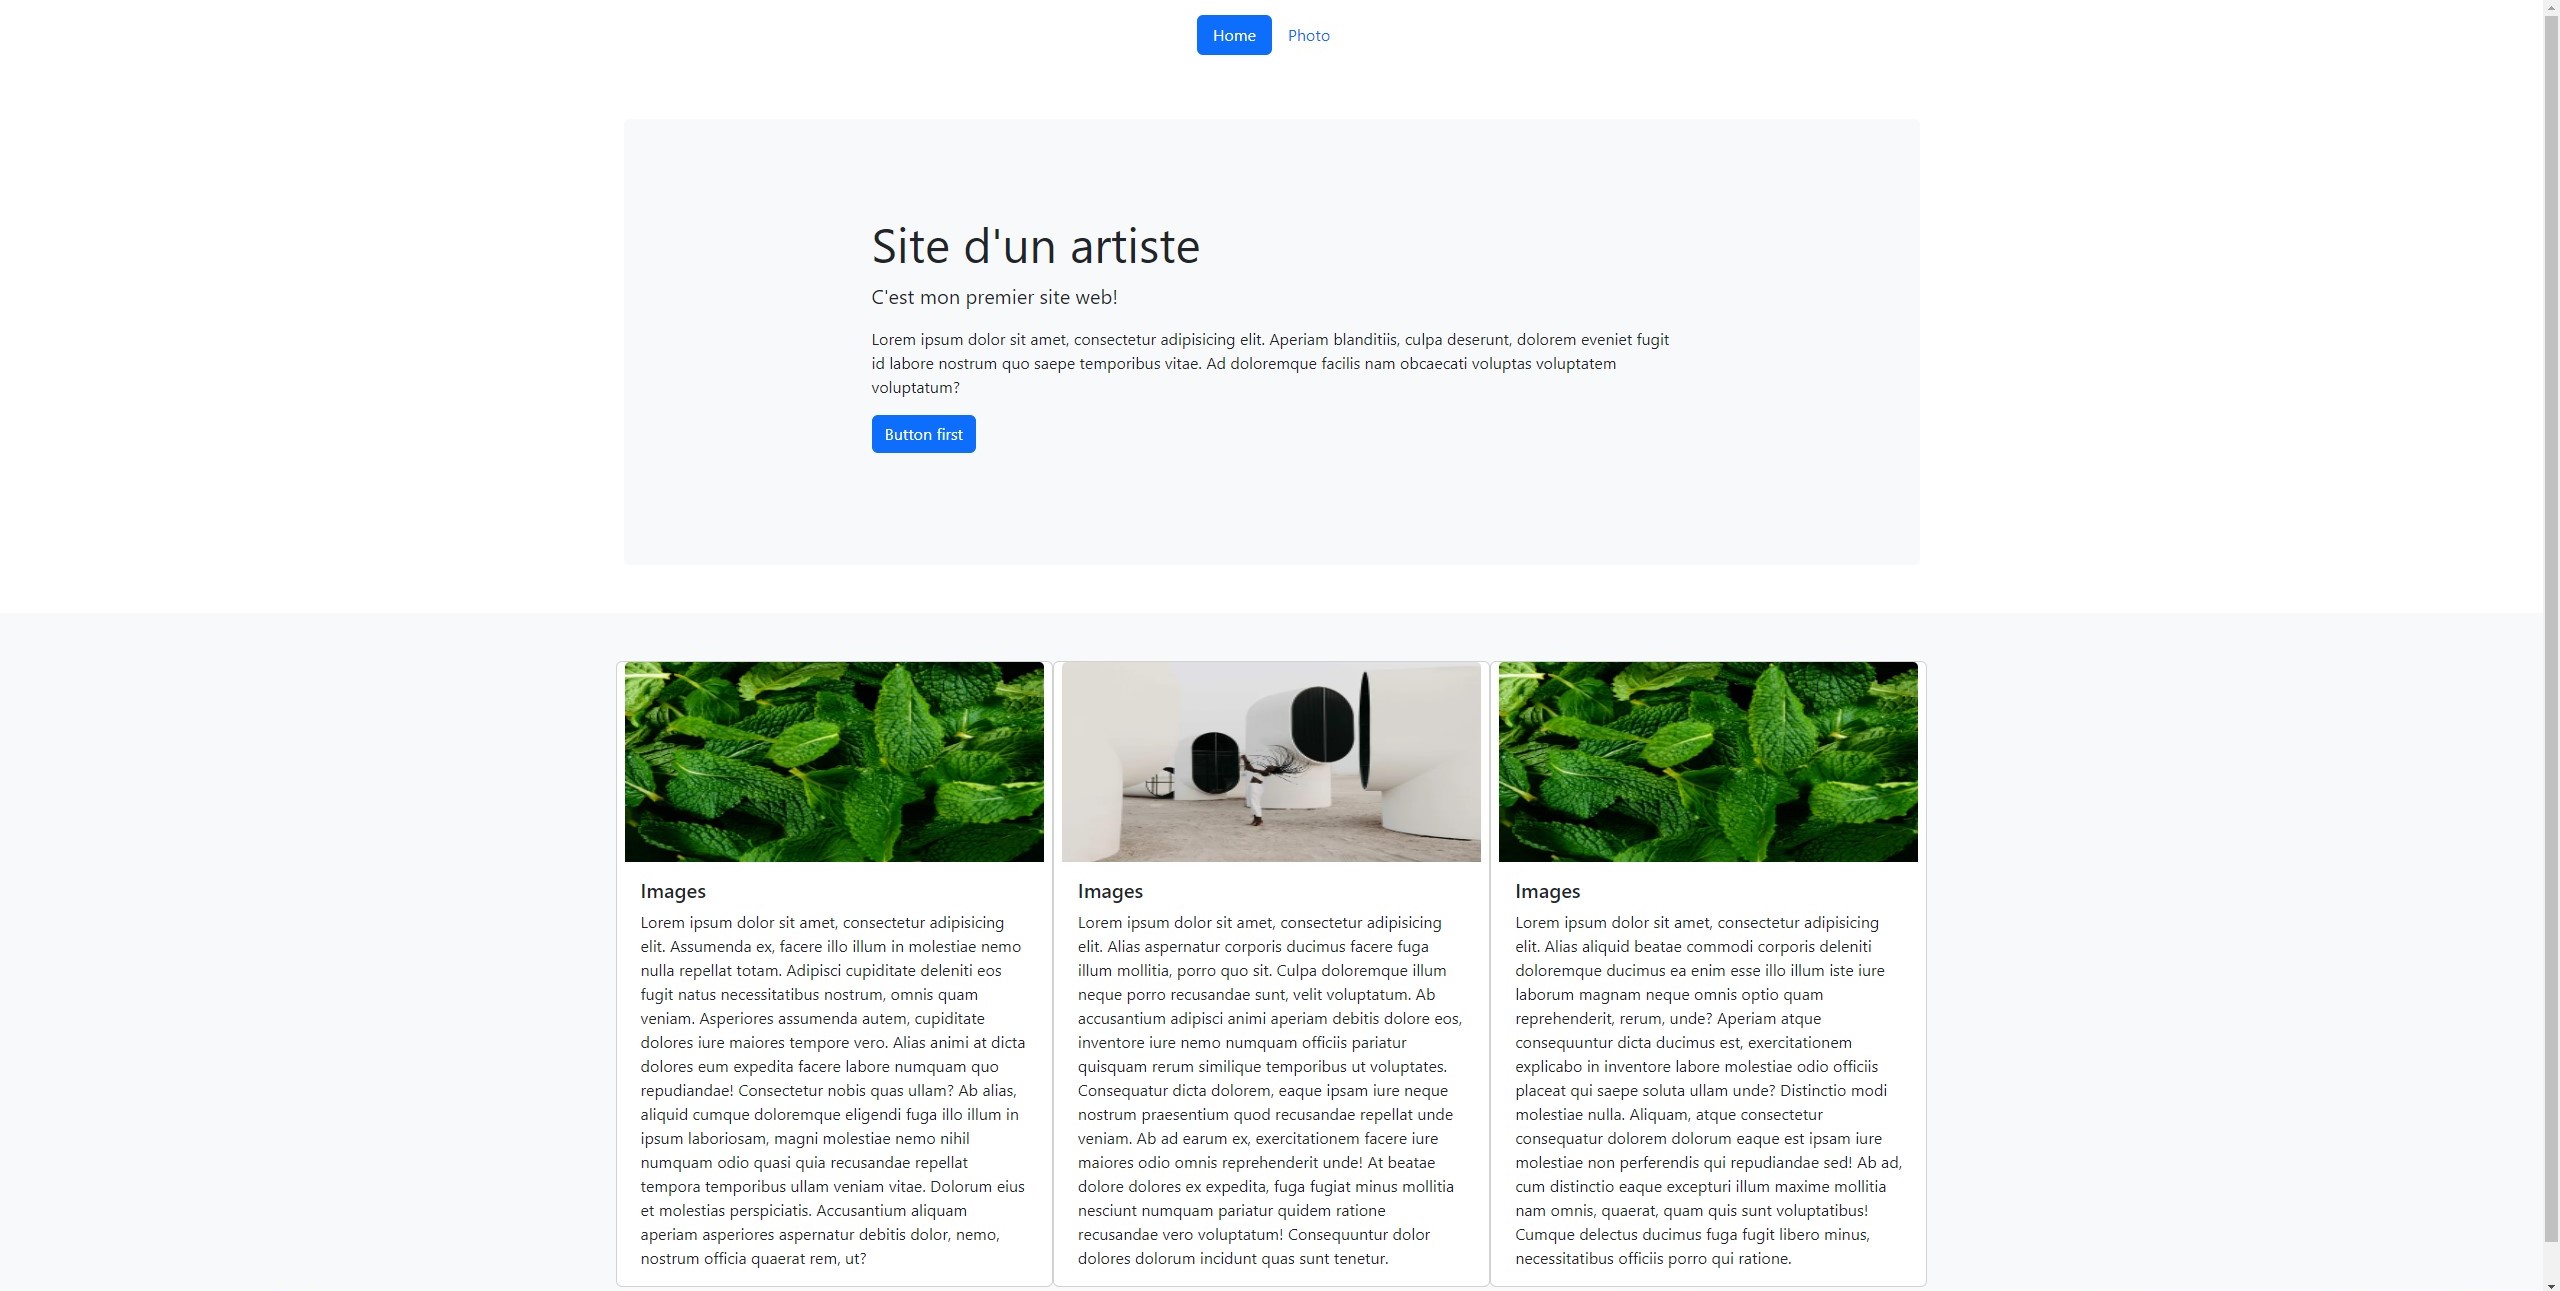 Home Photo
Site d'un artiste
C'est mon premier site web!
Lorem ipsum dolor sit amet, consectetur adipisicing elit. Aperiam blanditiis, culpa deserunt, dolorem eveniet fugit
id labore nostrum quo saepe temporibus vitae. Ad doloremque facilis nam obcaecati voluptas voluptatem
voluptatum?
Button first
Images
Lorem ipsum dolor sit amet, consectetur adipisicing
elit. Assumenda ex, facere illo illum in molestiae nemo
nulla repellat totam. Adipisci cupiditate deleniti eos
fugit natus necessitatibus nostrum, omnis quam
veniam. Asperiores assumenda autem, cupiditate
dolores iure maiores tempore vero. Alias animi at dicta
dolores eum expedita facere labore numquam quo
repudiandae! Consectetur nobis quas ullam? Ab alias,
aliquid cumque doloremque eligendi fuga illo illum in
ipsum laboriosam, magni molestiae nemo nihil
numquam odio quasi quia recusandae repellat
tempora temporibus ullam veniam vitae. Dolorum eius
et molestias perspiciatis. Accusantium aliquam
aperiam asperiores aspernatur debitis dolor, nemo,
nostrum officia quaerat rem, ut?
Images
Lorem ipsum dolor sit amet, consectetur adipisicing
elit. Alias aspernatur corporis ducimus facere fuga
illum mollitia, porro quo sit. Culpa doloremque illum
neque porro recusandae sunt, velit voluptatum. Ab
accusantium adipisci animi aperiam debitis dolore eos,
inventore iure nemo numquam officiis pariatur
quisquam rerum similique temporibus ut voluptates.
Consequatur dicta dolorem, eaque ipsam iure neque
nostrum praesentium quod recusandae repellat unde
veniam. Ab ad earum ex, exercitationem facere iure
maiores odio omnis reprehenderit unde! At beatae
dolore dolores ex expedita, fuga fugiat minus mollitia
nesciunt numquam pariatur quidem ratione
recusandae vero voluptatum! Consequuntur dolor
dolores dolorum incidunt quas sunt tenetur.
Images
Lorem ipsum dolor sit amet, consectetur adipisicing
elit. Alias aliquid beatae commodi corporis deleniti
doloremque ducimus ea enim esse illo illum iste iure
laborum magnam neque omnis optio quam
reprehenderit, rerum, unde? Aperiam atque
consequuntur dicta ducimus est, exercitationem
explicabo in inventore labore molestiae odio officiis
placeat qui saepe soluta ullam unde? Distinctio modi
molestiae nulla. Aliquam, atque consectetur
consequatur dolorem dolorum eaque est ipsam iure
molestiae non perferendis qui repudiandae sed! Ab ad,
cum distinctio eaque excepturi illum maxime mollitia
nam omnis, quaerat, quam quis sunt voluptatibus!
Cumque delectus ducimus fuga fugit libero minus,
necessitatibus officiis porro qui ratione.